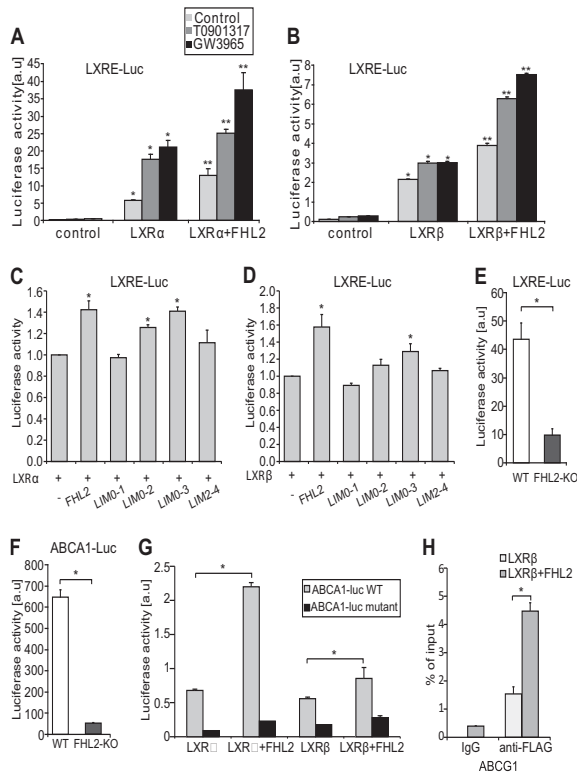 Control
T0901317
GW3965
A
LXRE-Luc
Luciferase activity[a.u]
45
40
35
30
25
20
15
10
5
0
* * * ** ** **
control LXRα LXRα+FHL2
B
LXRE-Luc
Luciferase activity[a.u]
8
7
6
5
4
3
2
1
0
* * * ** ** **
control LXRβ LXRβ+FHL2
C
LXRE-Luc
Luciferase activity
1.6
1.4
1.2
1.0
0.8
0.6
0.4
0.2
0.0
* * *
LXRα + + + + + +
- FHL2 LIM0-1 LIM0-2 LIM0-3 LIM2-4
D
LXRE-Luc
Luciferase activity
2.0
1.8
1.6
1.4
1.2
1.0
0.8
0.6
0.4
0.2
0.0
* *
LXRβ + + + + + +
- FHL2 LIM0-1 LIM0-2 LIM0-3 LIM2-4
E
LXRE-Luc
Luciferase activity [a.u]
60
50
40
30
20
10
0
*
WT FHL2-KO
F
ABCA1-Luc
Luciferase activity [a.u]
700
600
500
400
300
200
100
0
*
WT FHL2-KO
G
ABCA1-luc WT
ABCA1-luc mutant
Luciferase activity [a.u]
2.5
2
1.5
1
0.5
0
* *
LXR□ LXR□+FHL2 LXRβ LXRβ+FHL2
H
LXRβ
LXRβ+FHL2
% of input
6
5
4
3
2
1
0
*
IgG anti-FLAG
ABCG1